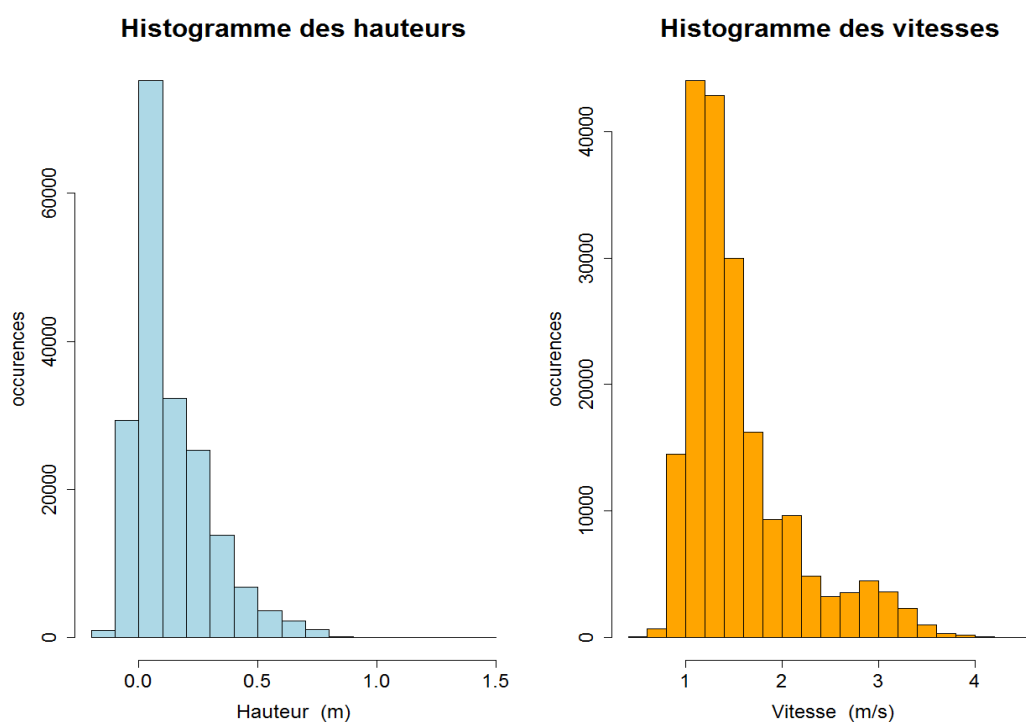 Histogramme des hauteurs
occurences
60000
40000
20000
0
0.0 0.5 1.0 1.5
Hauteur (m)
Histogramme des vitesses
occurences
40000
30000
20000
10000
0
1 2 3 4
Vitesse (m/s)